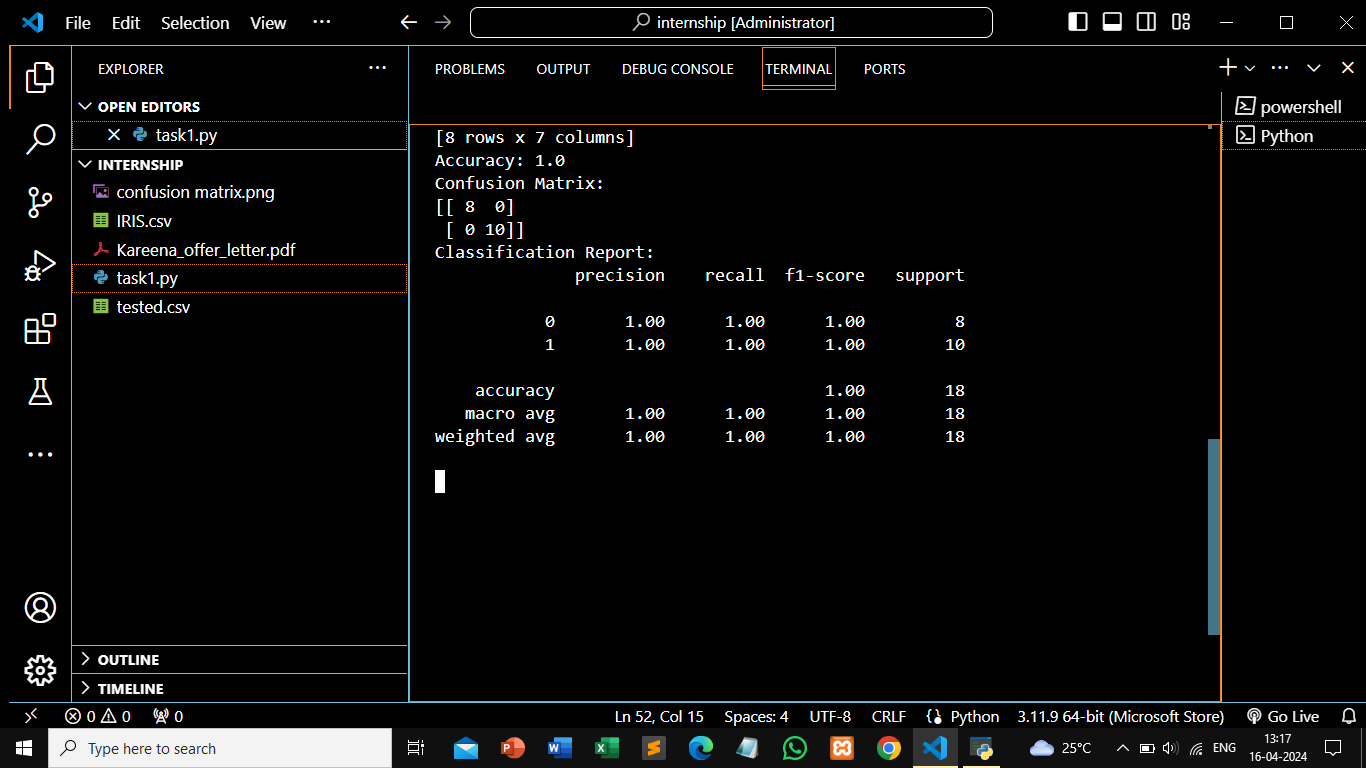 File Edit Selection View ···
internship [Administrator]
EXPLORER
OPEN EDITORS
task1.py
INTERNSHIP
confusion matrix.png
IRIS.csv
Kareena_offer_letter.pdf
task1.py
tested.csv
OUTLINE
TIMELINE
PROBLEMS OUTPUT DEBUG CONSOLE TERMINAL PORTS
powershell
Python
[8 rows x 7 columns]
Accuracy: 1.0
Confusion Matrix:
[[ 8  0]
 [ 0 10]]
Classification Report:
              precision    recall  f1-score   support

           0       1.00      1.00      1.00         8
           1       1.00      1.00      1.00        10

    accuracy                           1.00        18
   macro avg       1.00      1.00      1.00        18
weighted avg       1.00      1.00      1.00        18
0 0 0 Ln 52, Col 15 Spaces: 4 UTF-8 CRLF Python 3.11.9 64-bit (Microsoft Store) Go Live
Type here to search
25°C ENG
13:17
16-04-2024